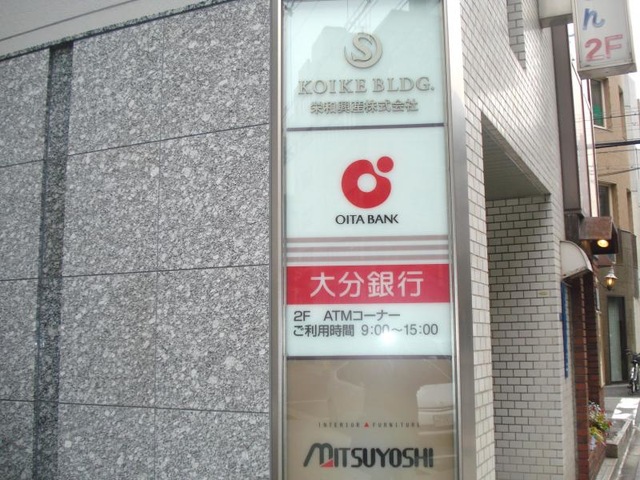 S
KOIKE BLDG.
栄和興産株式会社
OITA BANK
大分銀行
2F ATMコーナー
ご利用時間 9:00~15:00
INTERIOR FURNITURE
MITSUYOSHI
n
2F